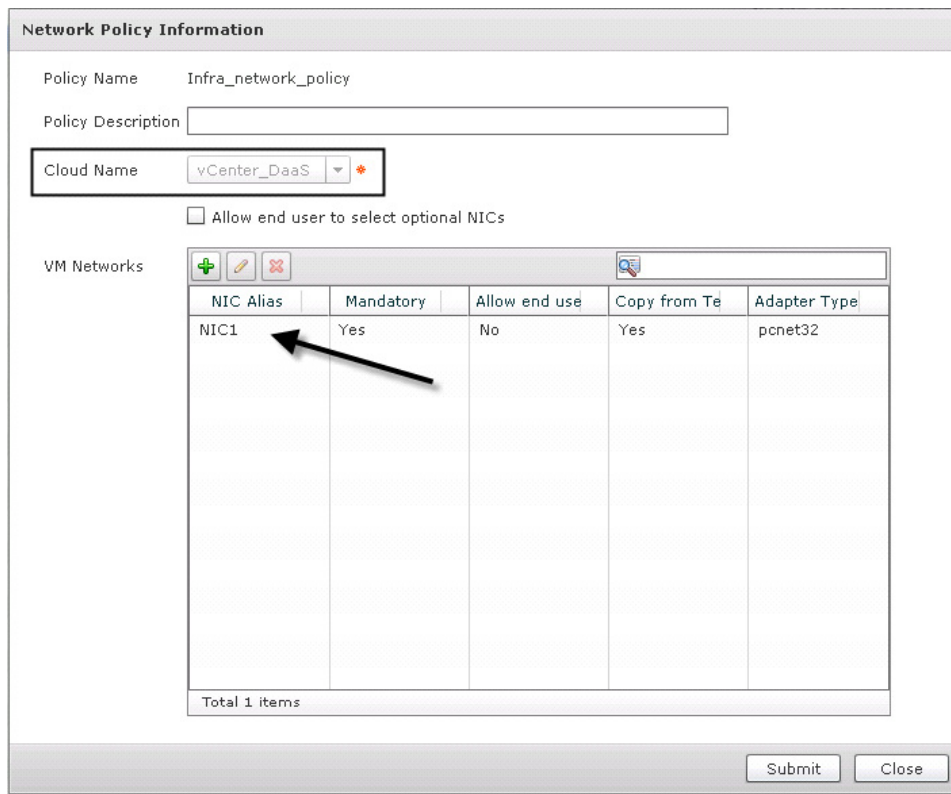 Network Policy Information
Policy Name Infra_network_policy
Policy Description
Cloud Name vCenter_DaaS *
Allow end user to select optional NICs
VM Networks
NIC Alias Mandatory Allow end use Copy from Te Adapter Type
NIC1 Yes No Yes pcnet32
Total 1 items
Submit Close